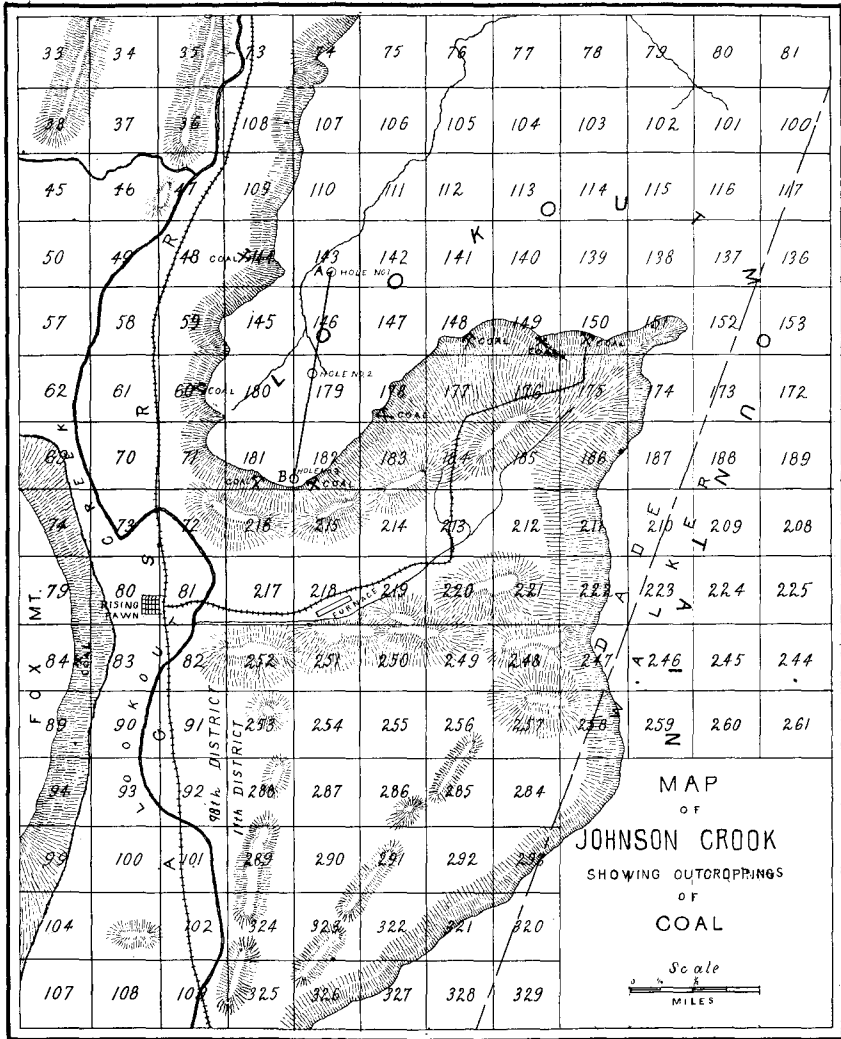 33 34 35 73 74 75 76 77 78 79 80 81
38 37 36 108 107 106 105 104 103 102 101 100
45 46 47 109 110 111 112 113 114 115 116 117
50 49 48 COAL 144 143 142 141 140 139 138 137 136
A HOLE NO 1
57 58 59 145 146 147 148 149 150 151 152 153
COAL COAL COAL
62 61 60 COAL 180 179 178 177 176 175 174 173 172
HOLE NO 2
COAL
70 71 181 182 183 184 185 186 187 188 189
COAL B HOLE NO 3 COAL
74 73 72 216 215 214 213 212 211 210 209 208
79 80 81 217 218 219 220 221 222 223 224 225
RISING FAWN
FURNACE
84 COAL 83 82 252 251 250 249 248 247 246 245 244
89 90 91 253 254 255 256 257 258 259 260 261
94 93 92 288 287 286 285 284
99 100 101 289 290 291 292 293
104 102 324 323 322 321 320
107 108 103 325 326 327 328 329
LOOKOUT MOUNTAIN
LOOKOUT CREEK
A. G. S. R. R.
FOX MT.
DADE
WALKER
98th DISTRICT
11th DISTRICT
MAP
OF
JOHNSON CROOK
SHOWING OUTCROPPINGS
OF
COAL
Scale
MILES